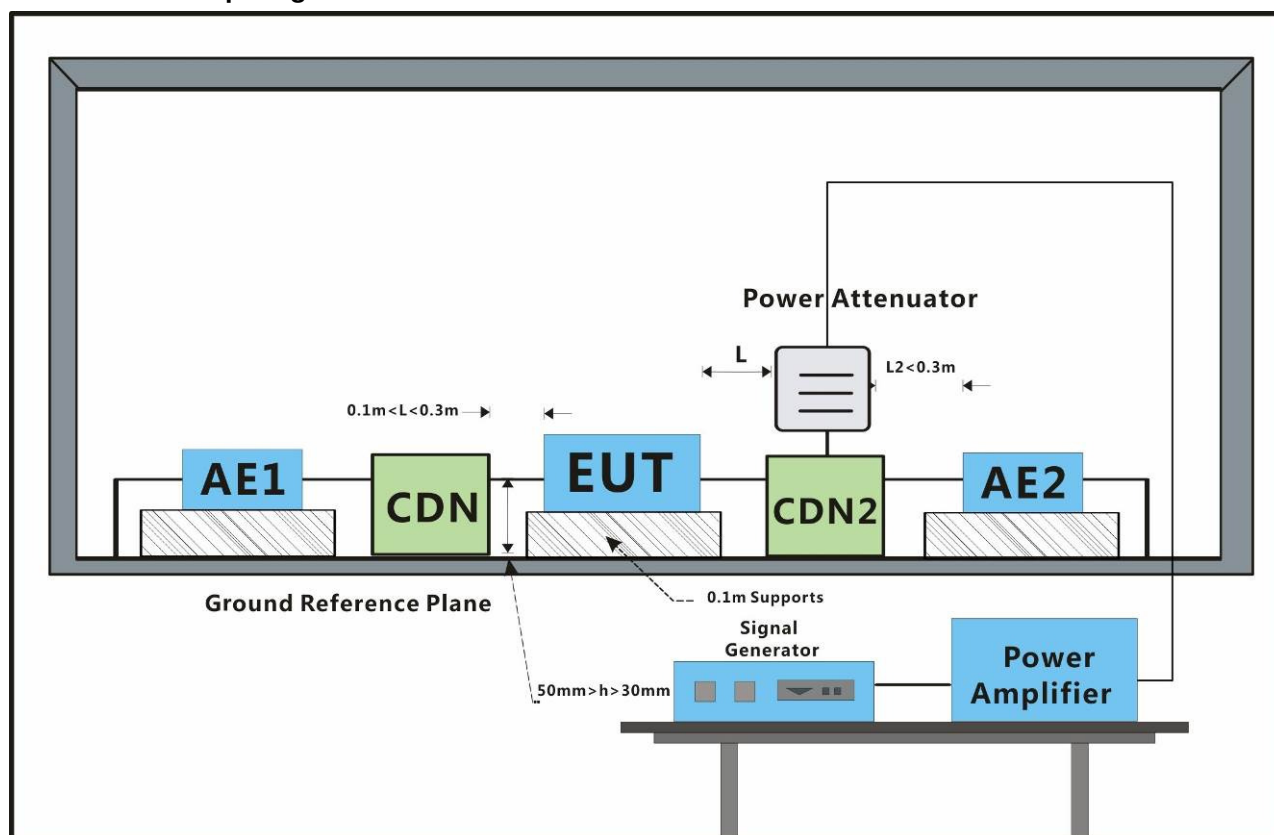 Power Attenuator
L
L2<0.3m
0.1m<L<0.3m
AE1
CDN
EUT
CDN2
AE2
Ground Reference Plane
0.1m Supports
Signal
Generator
50mm>h>30mm
Power
Amplifier